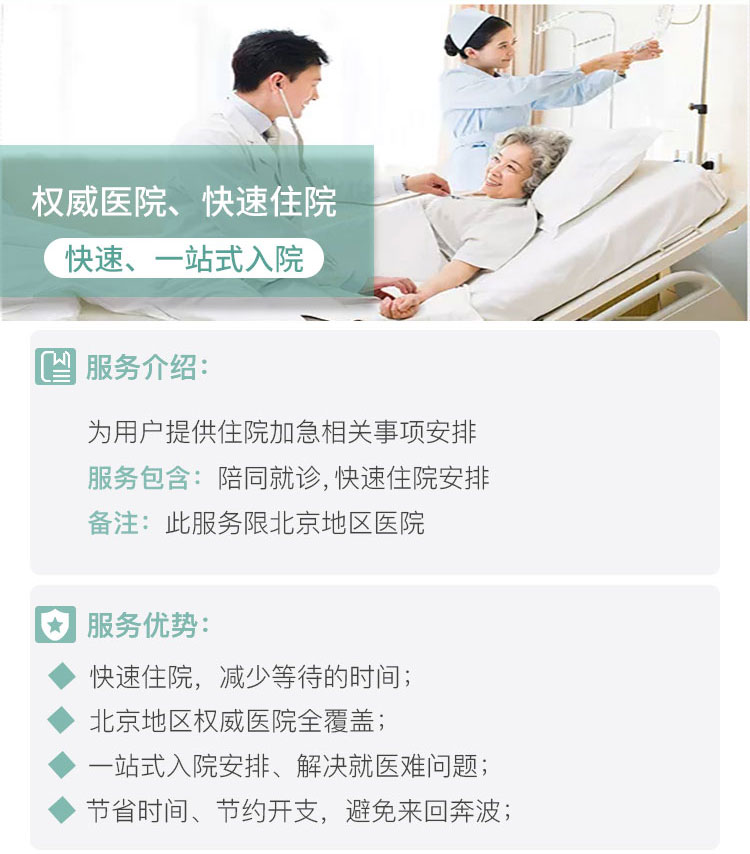 权威医院、快速住院
快速、一站式入院
服务介绍：
为用户提供住院加急相关事项安排
服务包含：陪同就诊,快速住院安排
备注：此服务限北京地区医院
服务优势：
快速住院，减少等待的时间；
北京地区权威医院全覆盖；
一站式入院安排、解决就医难问题；
节省时间、节约开支，避免来回奔波；